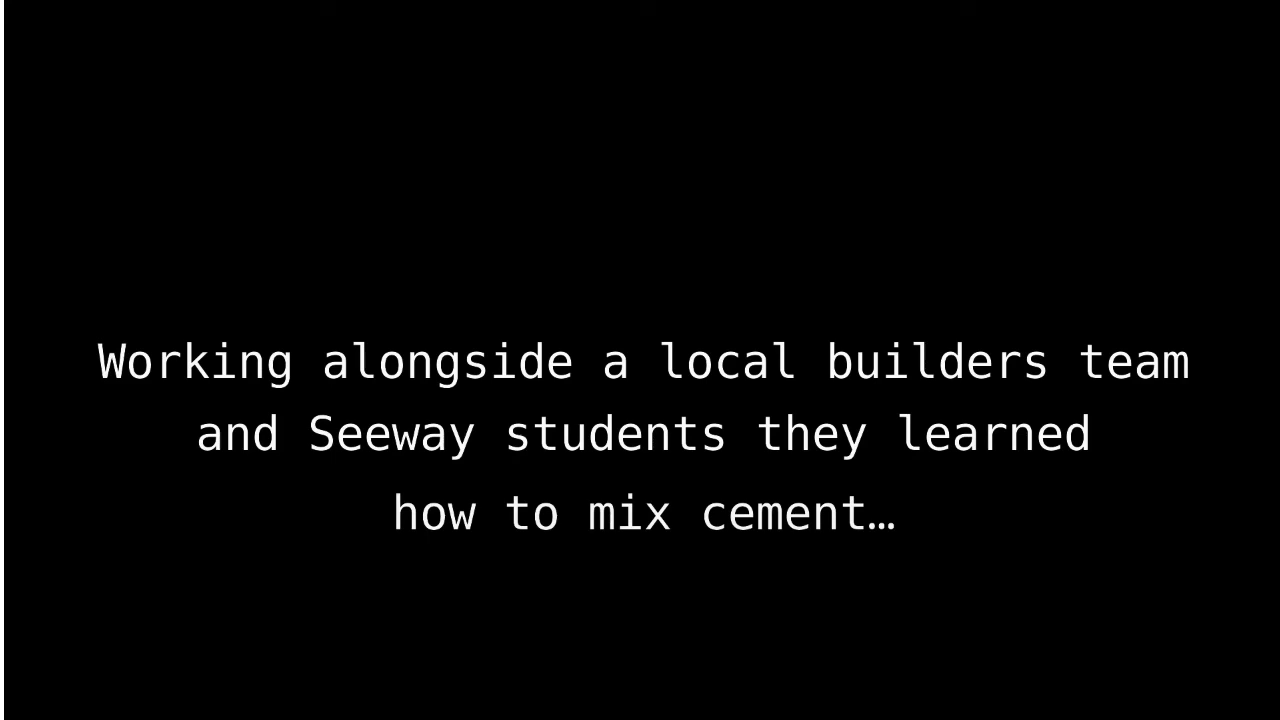 Working alongside a local builders team
and Seeway students they learned
how to mix cement…